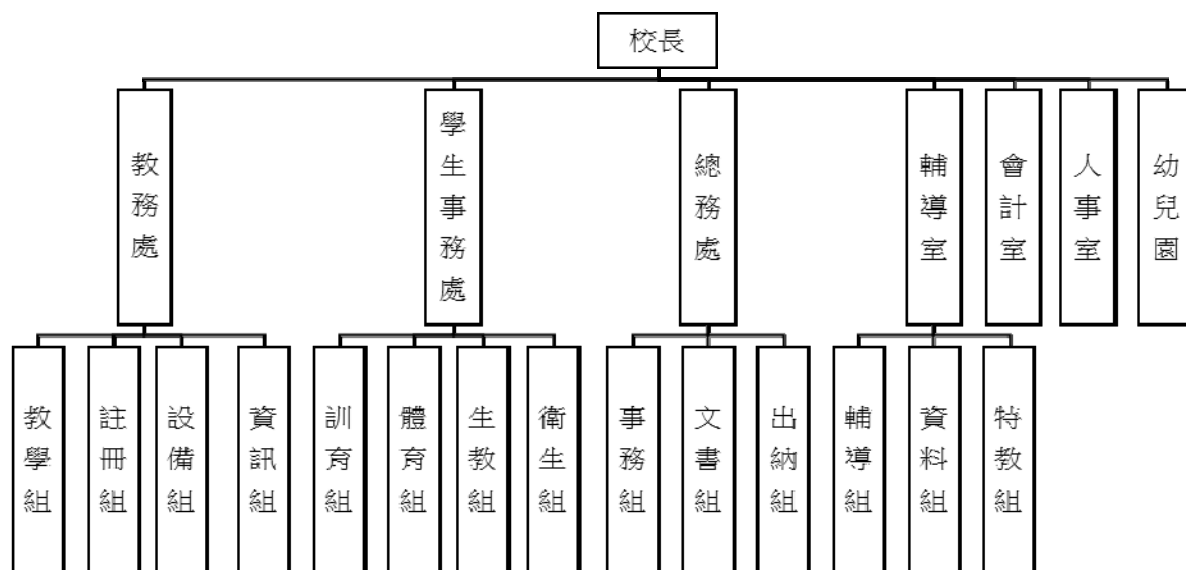 校長
教務處
學生事務處
總務處
輔導室
會計室
人事室
幼兒園
教學組
註冊組
設備組
資訊組
訓育組
體育組
生教組
衛生組
事務組
文書組
出納組
輔導組
資料組
特教組